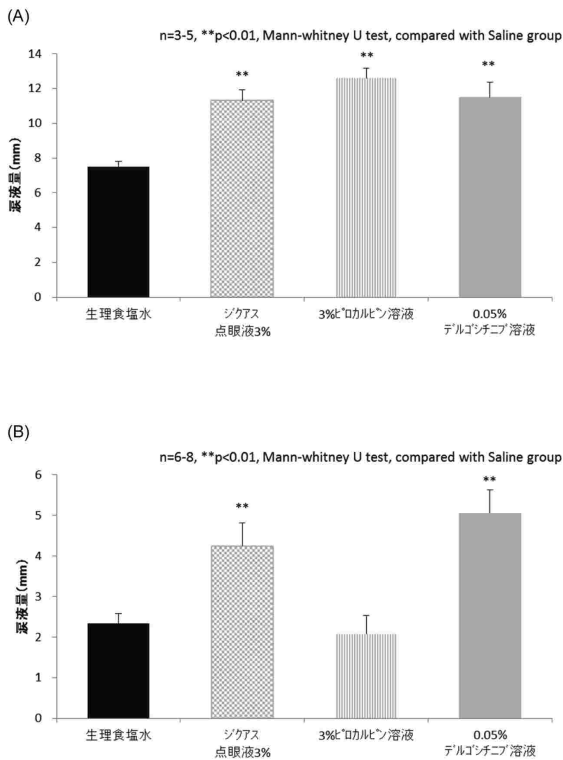 (A)
n=3-5, **p<0.01, Mann-whitney U test, compared with Saline group
14
12
10
8
6
4
2
0
涙液量(mm)
**
**
**
生理食塩水
ｼﾞｸｱｽ
点眼液3%
3%ﾋﾟﾛｶﾙﾋﾟﾝ溶液
0.05%
ﾃﾞﾙｺﾞｼﾁﾆﾌﾞ溶液
(B)
n=6-8, **p<0.01, Mann-whitney U test, compared with Saline group
6
5
4
3
2
1
0
涙液量(mm)
**
**
生理食塩水
ｼﾞｸｱｽ
点眼液3%
3%ﾋﾟﾛｶﾙﾋﾟﾝ溶液
0.05%
ﾃﾞﾙｺﾞｼﾁﾆﾌﾞ溶液